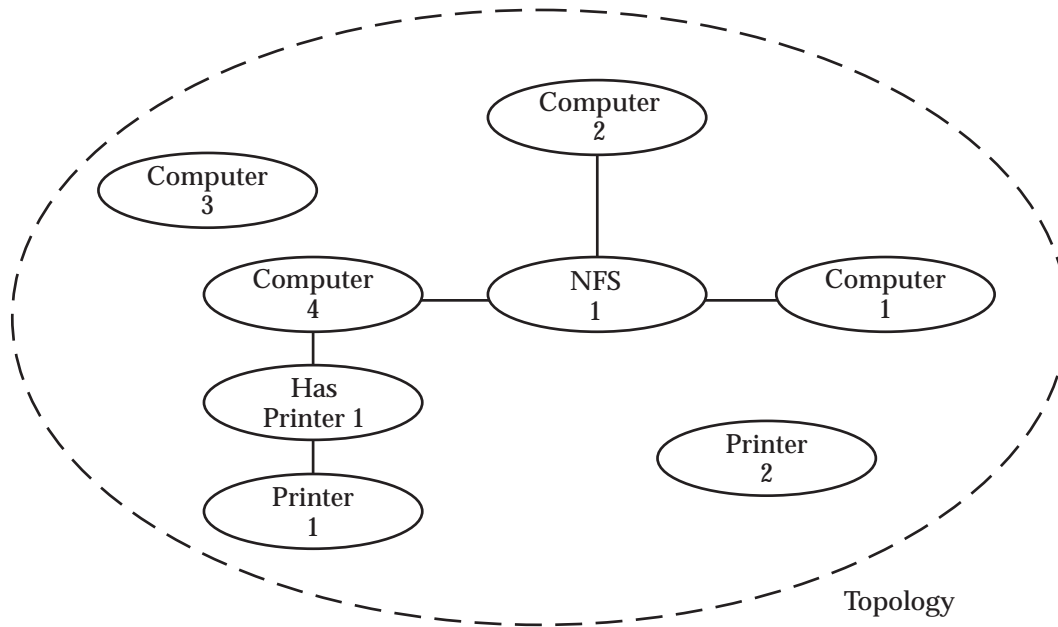 Computer
2
Computer
3
Computer
4
NFS
1
Computer
1
Has
Printer 1
Printer
2
Printer
1
Topology